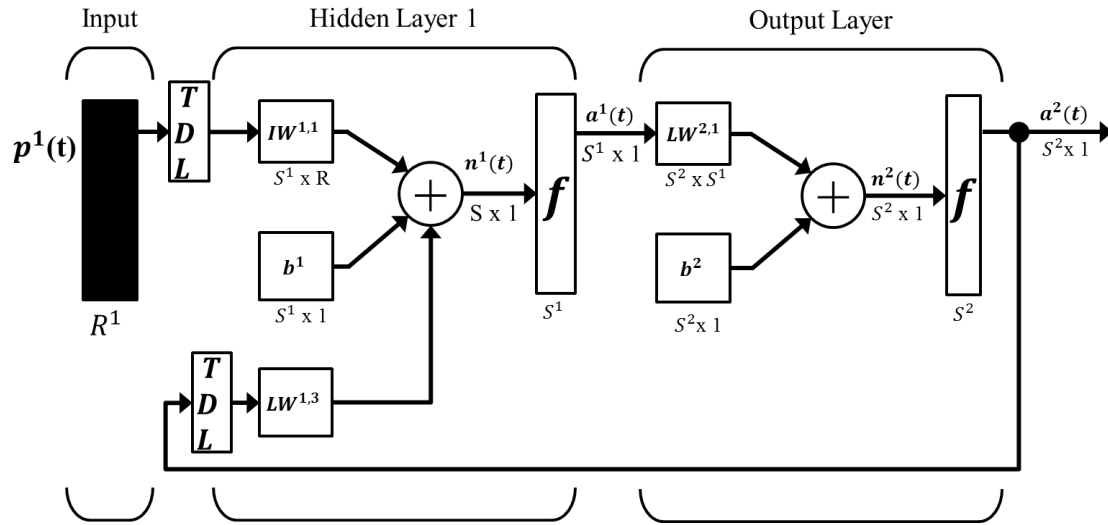 Input
Hidden Layer 1
Output Layer
p¹(t)
R¹
T
D
L
IW¹,¹
S¹ x R
b¹
S¹ x 1
n¹(t)
S x 1
f
S¹
a¹(t)
S¹ x 1
LW²,¹
S² x S¹
b²
S² x 1
n²(t)
S² x 1
f
S²
a²(t)
S² x 1
T
D
L
LW¹,³